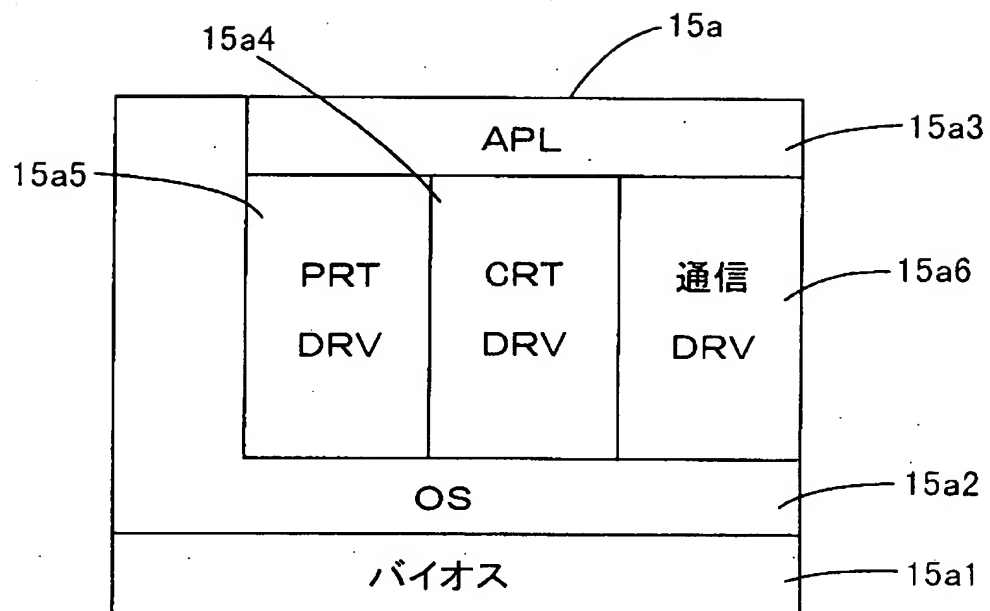 15a4
15a
APL
15a3
15a5
PRT
DRV
CRT
DRV
通信
DRV
15a6
OS
15a2
バイオス
15a1